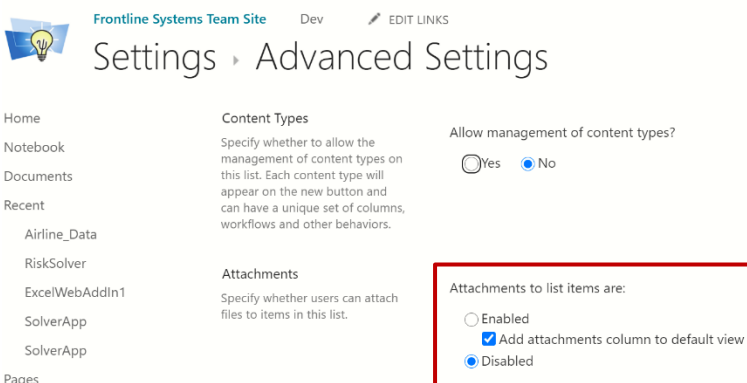 Frontline Systems Team Site Dev EDIT LINKS
Settings ▸ Advanced Settings
Home
Notebook
Documents
Recent
Airline_Data
RiskSolver
ExcelWebAddIn1
SolverApp
SolverApp
Pages
Content Types
Specify whether to allow the
management of content types on
this list. Each content type will
appear on the new button and
can have a unique set of columns,
workflows and other behaviors.
Allow management of content types?
Yes No
Attachments
Specify whether users can attach
files to items in this list.
Attachments to list items are:
Enabled
Add attachments column to default view
Disabled